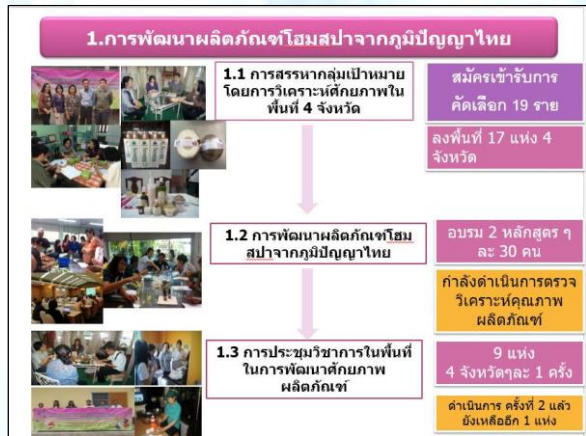 1.การพัฒนาผลิตภัณฑ์โฮมสปาจากภูมิปัญญาไทย
1.1 การสรรหากลุ่มเป้าหมาย
โดยการวิเคราะห์ศักยภาพใน
พื้นที่ 4 จังหวัด
สมัครเข้ารับการ
คัดเลือก 19 ราย
ลงพื้นที่ 17 แห่ง 4
จังหวัด
1.2 การพัฒนาผลิตภัณฑ์โฮม
สปาจากภูมิปัญญาไทย
อบรม 2 หลักสูตร ๆ
ละ 30 คน
กำลังดำเนินการตรวจ
วิเคราะห์คุณภาพ
ผลิตภัณฑ์
1.3 การประชุมวิชาการในพื้นที่
ในการพัฒนาศักยภาพ
ผลิตภัณฑ์
9 แห่ง
4 จังหวัดๆละ 1 ครั้ง
ดำเนินการ ครั้งที่ 2 แล้ว
ยังเหลืออีก 1 แห่ง